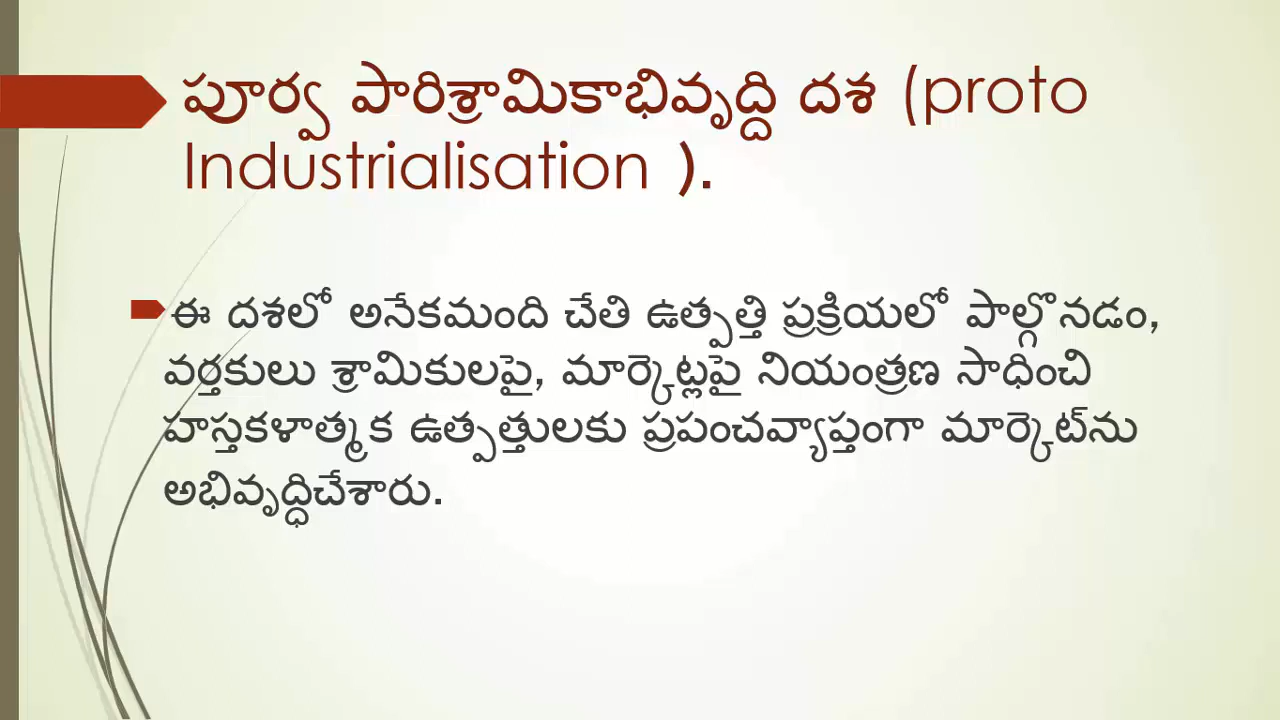 పూర్వ పారిశ్రామికాభివృద్ది దశ (proto
Industrialisation ).
ఈ దశలో అనేకమంది చేతి ఉత్పత్తి ప్రక్రియలో పాల్గొనడం,
వర్తకులు శ్రామికులపై, మార్కెట్లపై నియంత్రణ సాధించి
హస్తకళాత్మక ఉత్పత్తులకు ప్రపంచవ్యాప్తంగా మార్కెట్‌ను
అభివృద్ధిచేశారు.